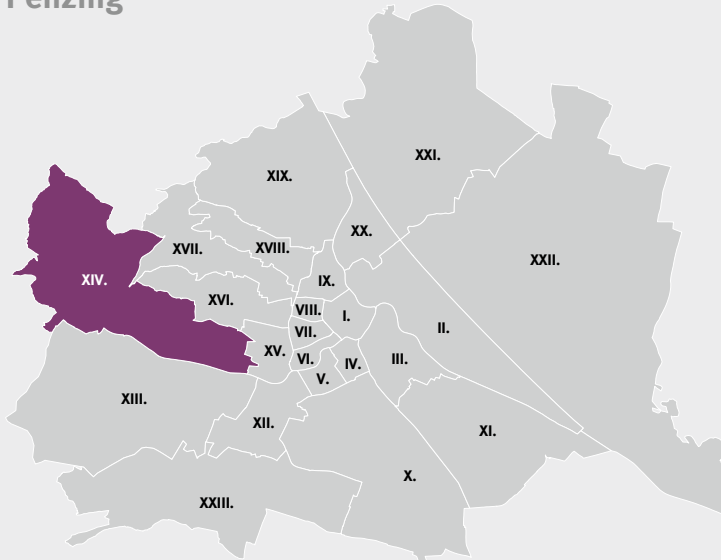 Penzing
XXI.
XIX.
XX.
XVII.
XVIII.
XXII.
XIV.
IX.
XVI.
VIII.
I.
II.
VII.
XV.
VI.
IV.
III.
V.
XIII.
XII.
XI.
X.
XXIII.